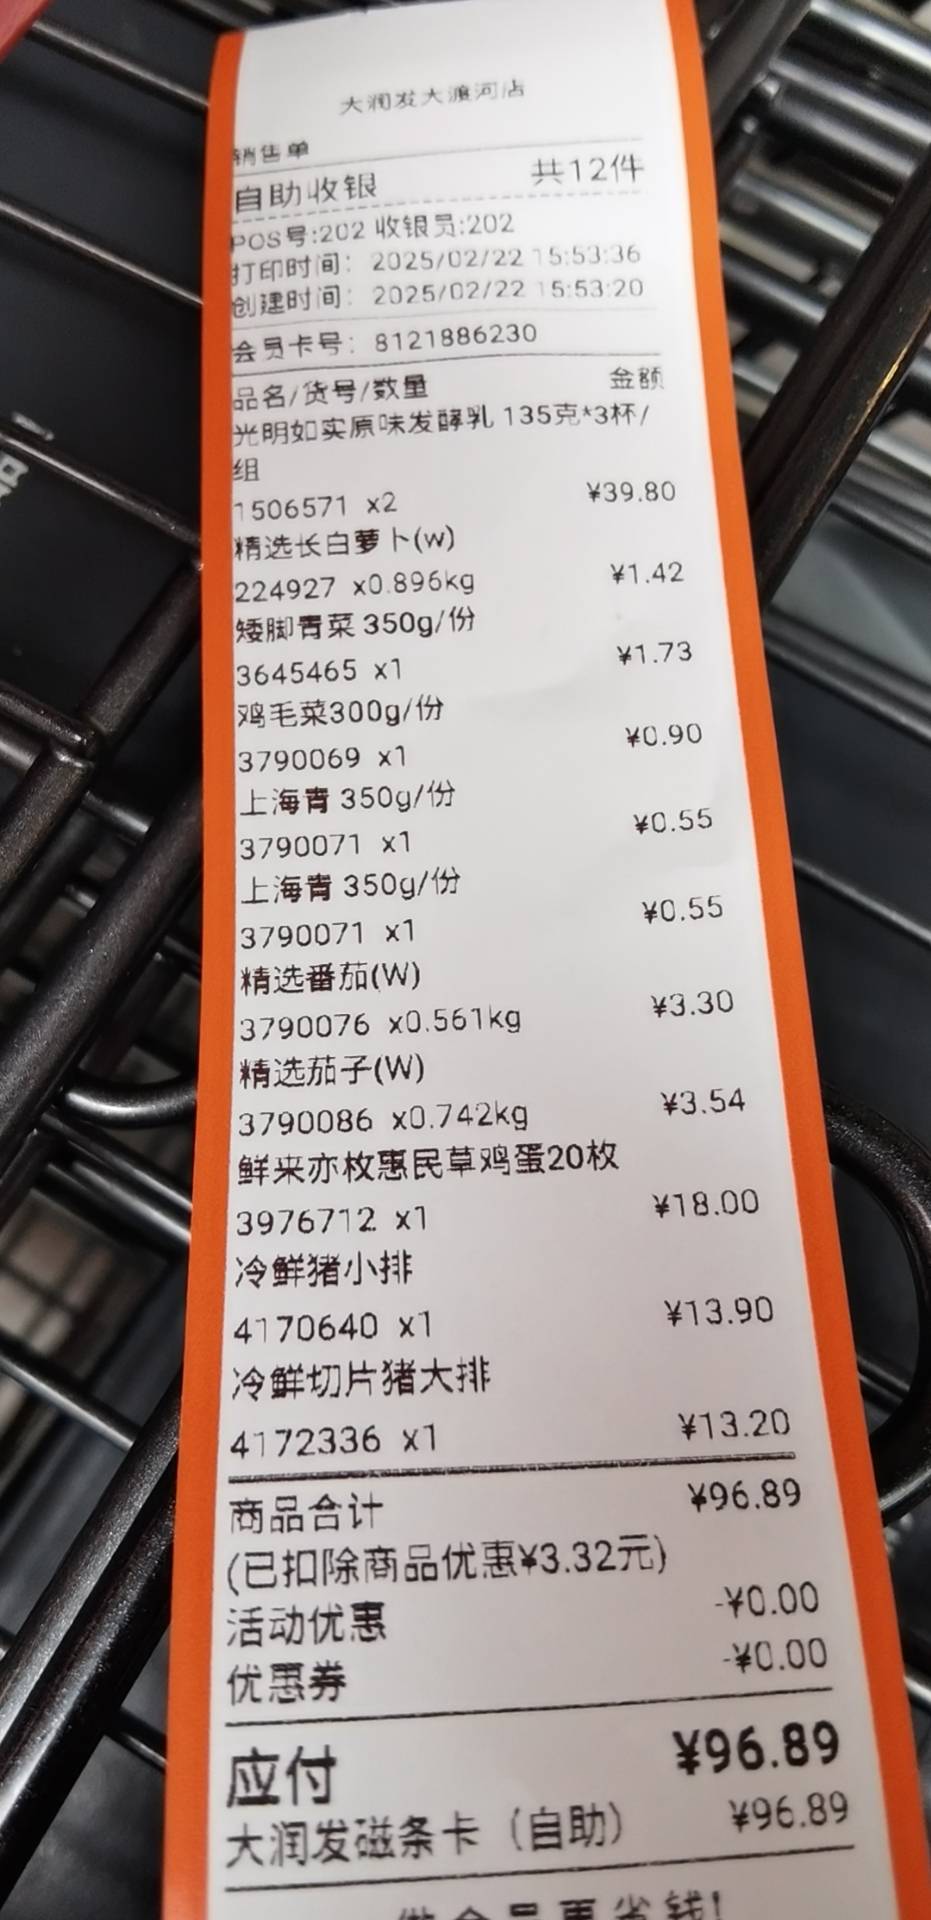 大润发大渡河店
销售单
自助收银 共12件
POS号:202 收银员:202
打印时间: 2025/02/22 15:53:36
创建时间: 2025/02/22 15:53:20
会员卡号: 8121886230
品名/货号/数量 金额
光明如实原味发酵乳 135克*3杯/
组
1506571 x2 ¥39.80
精选长白萝卜(w)
224927 x0.896kg ¥1.42
矮脚青菜 350g/份
3645465 x1 ¥1.73
鸡毛菜300g/份
3790069 x1 ¥0.90
上海青 350g/份
3790071 x1 ¥0.55
上海青 350g/份
3790071 x1 ¥0.55
精选番茄(W)
3790076 x0.561kg ¥3.30
精选茄子(W)
3790086 x0.742kg ¥3.54
鲜来亦枚惠民草鸡蛋20枚
3976712 x1 ¥18.00
冷鲜猪小排
4170640 x1 ¥13.90
冷鲜切片猪大排
4172336 x1 ¥13.20
商品合计 ¥96.89
(已扣除商品优惠¥3.32元)
活动优惠 -¥0.00
优惠券 -¥0.00
应付 ¥96.89
大润发磁条卡（自助） ¥96.89